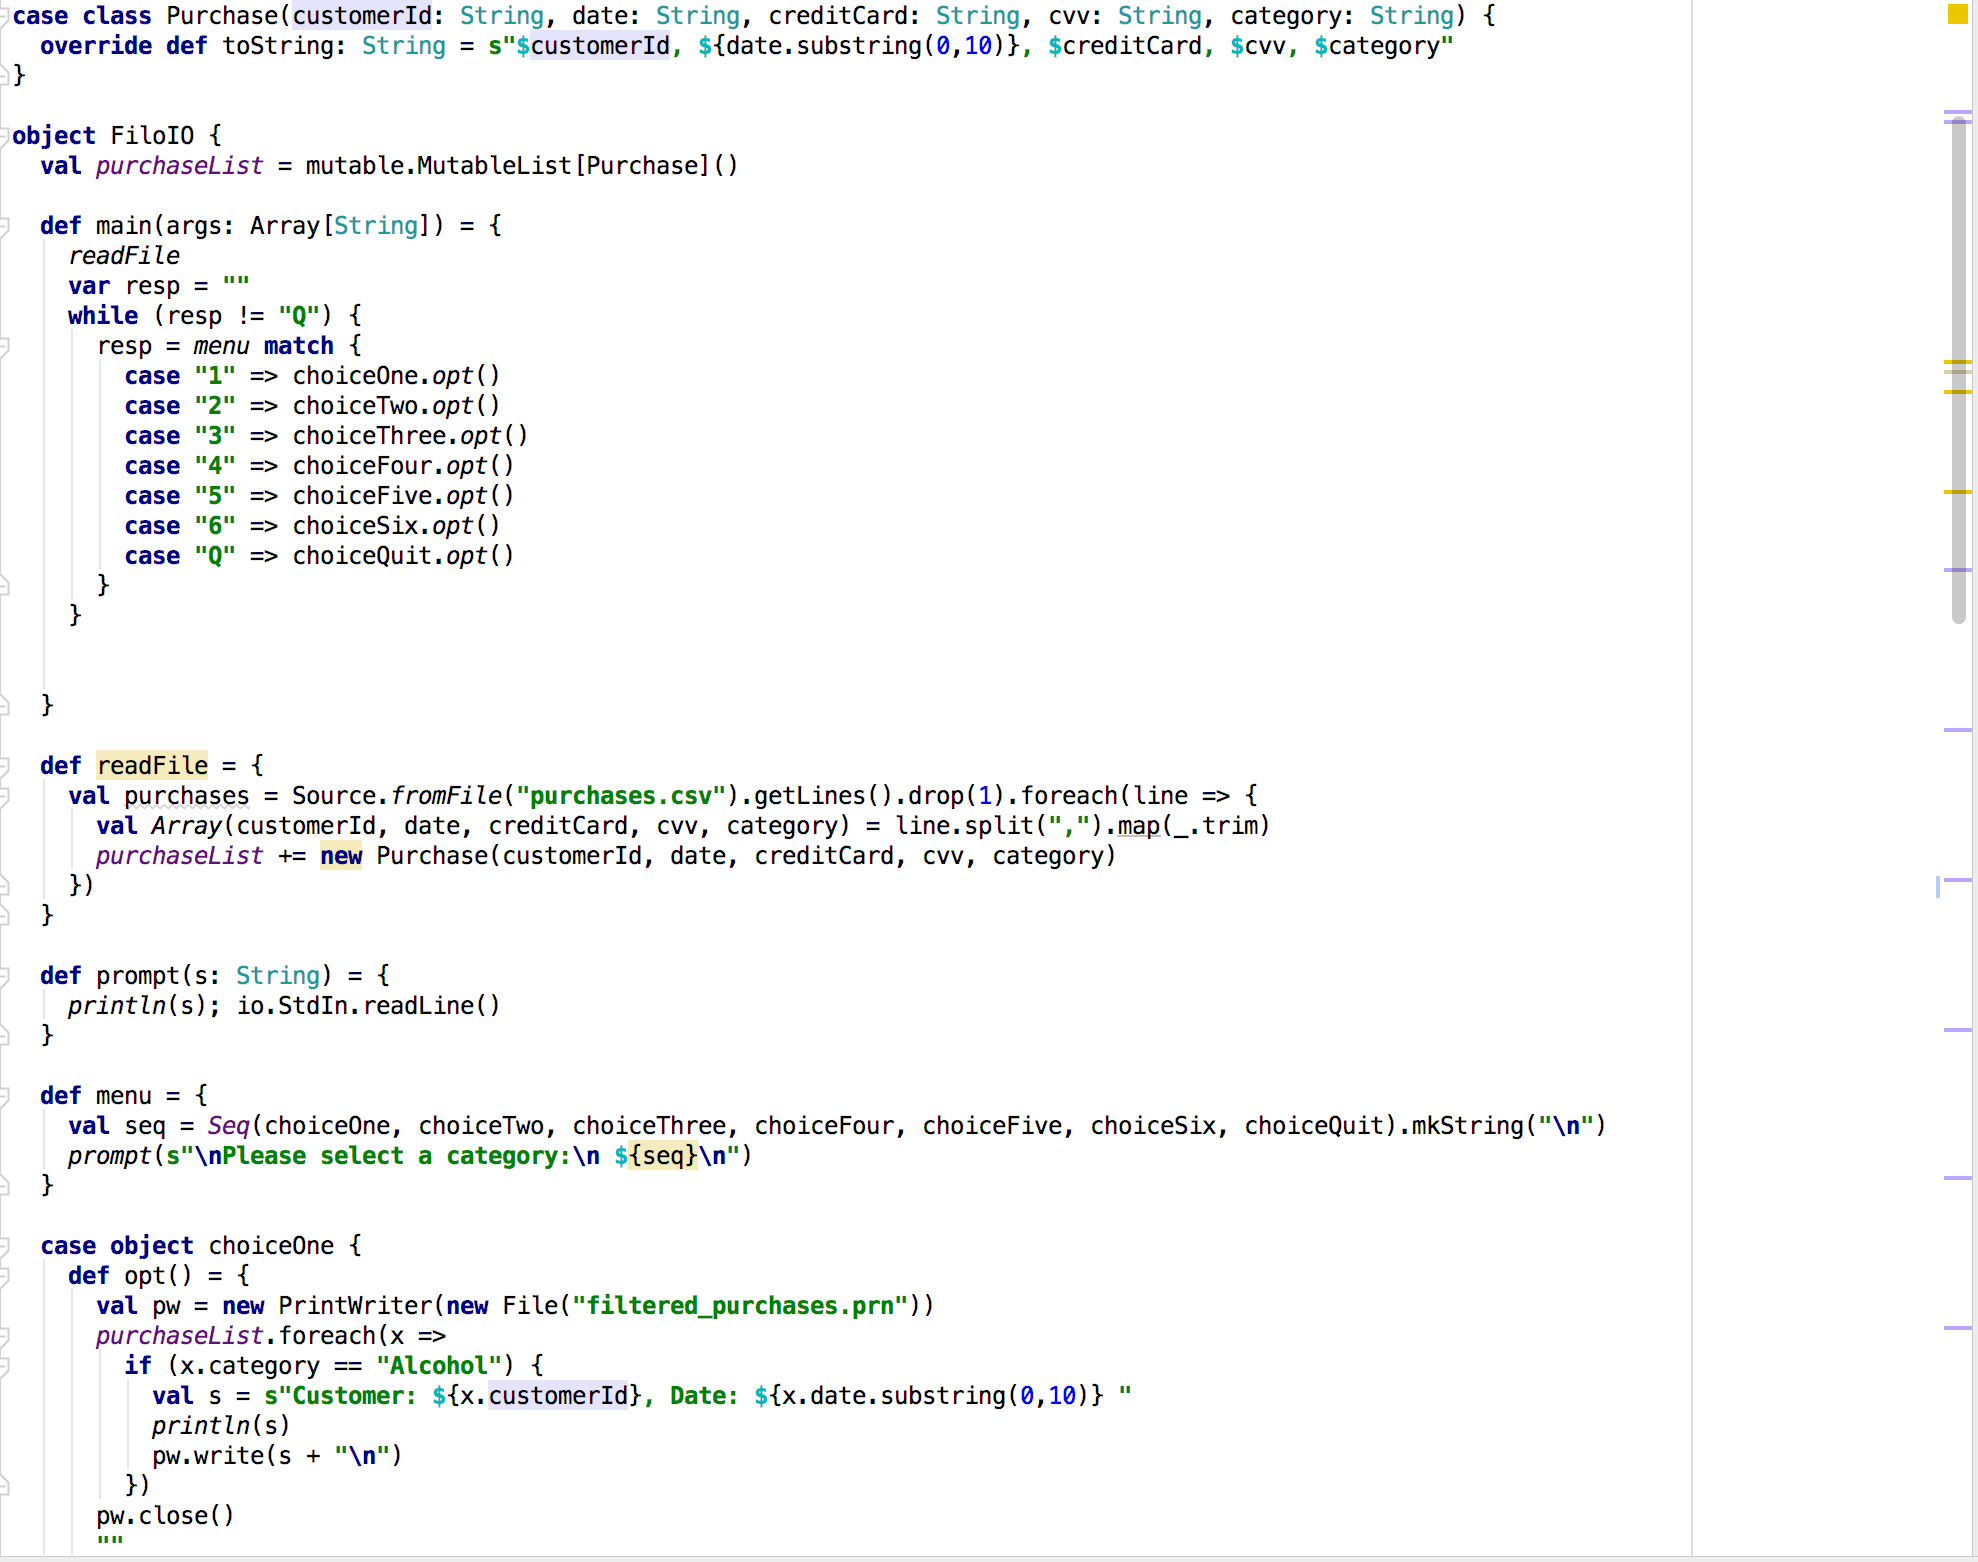 case class Purchase(customerId: String, date: String, creditCard: String, cvv: String, category: String) {
  override def toString: String = s"$customerId, ${date.substring(0,10)}, $creditCard, $cvv, $category"
}

object FiloIO {
  val purchaseList = mutable.MutableList[Purchase]()

  def main(args: Array[String]) = {
    readFile
    var resp = ""
    while (resp != "Q") {
      resp = menu match {
        case "1" => choiceOne.opt()
        case "2" => choiceTwo.opt()
        case "3" => choiceThree.opt()
        case "4" => choiceFour.opt()
        case "5" => choiceFive.opt()
        case "6" => choiceSix.opt()
        case "Q" => choiceQuit.opt()
      }
    }


  }

  def readFile = {
    val purchases = Source.fromFile("purchases.csv").getLines().drop(1).foreach(line => {
      val Array(customerId, date, creditCard, cvv, category) = line.split(",").map(_.trim)
      purchaseList += new Purchase(customerId, date, creditCard, cvv, category)
    })
  }

  def prompt(s: String) = {
    println(s); io.StdIn.readLine()
  }

  def menu = {
    val seq = Seq(choiceOne, choiceTwo, choiceThree, choiceFour, choiceFive, choiceSix, choiceQuit).mkString("\n")
    prompt(s"\nPlease select a category:\n ${seq}\n")
  }

  case object choiceOne {
    def opt() = {
      val pw = new PrintWriter(new File("filtered_purchases.prn"))
      purchaseList.foreach(x =>
        if (x.category == "Alcohol") {
          val s = s"Customer: ${x.customerId}, Date: ${x.date.substring(0,10)} "
          println(s)
          pw.write(s + "\n")
        })
      pw.close()
      ""